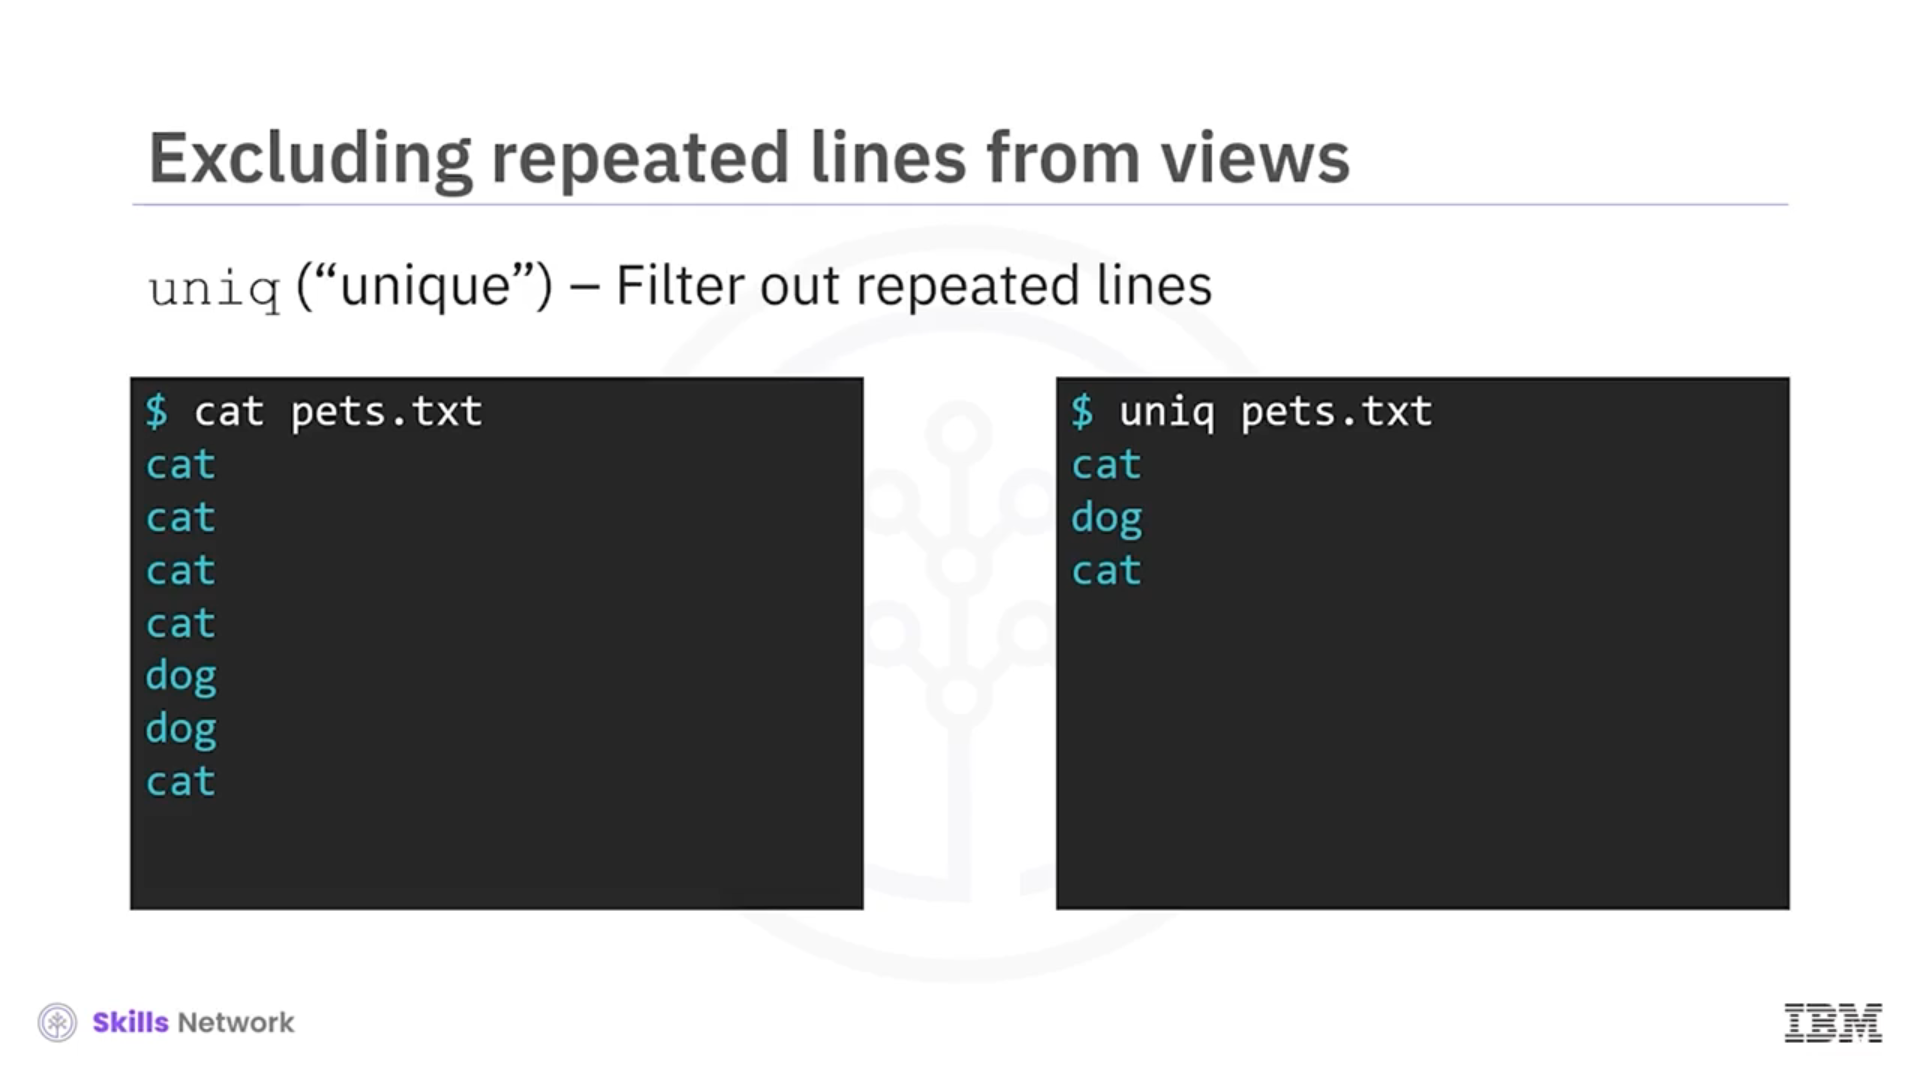 Excluding repeated lines from views
uniq (“unique”) – Filter out repeated lines
$ cat pets.txt
cat
cat
cat
cat
dog
dog
cat
$ uniq pets.txt
cat
dog
cat
Skills Network
IBM